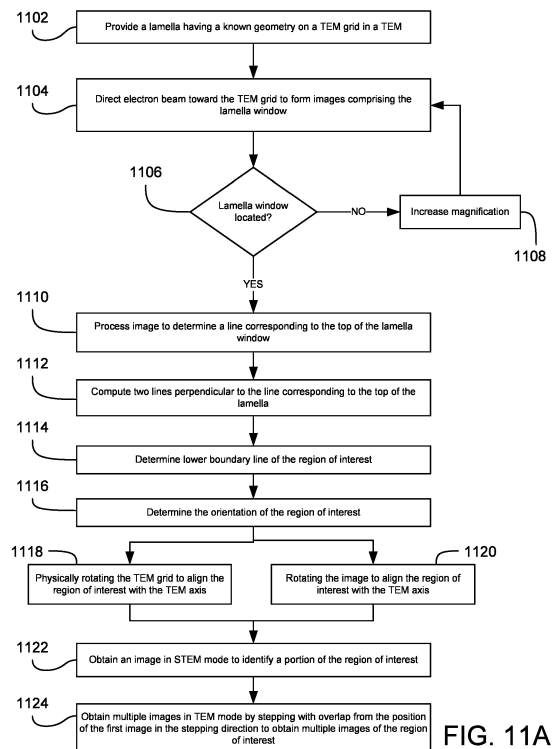 1102
Provide a lamella having a known geometry on a TEM grid in a TEM
1104
Direct electron beam toward the TEM grid to form images comprising the
lamella window
1106
Lamella window
located?
NO
Increase magnification
1108
YES
1110
Process image to determine a line corresponding to the top of the lamella
window
1112
Compute two lines perpendicular to the line corresponding to the top of the
lamella
1114
Determine lower boundary line of the region of interest
1116
Determine the orientation of the region of interest
1118
Physically rotating the TEM grid to align the
region of interest with the TEM axis
1120
Rotating the image to align the region of
interest with the TEM axis
1122
Obtain an image in STEM mode to identify a portion of the region of interest
1124
Obtain multiple images in TEM mode by stepping with overlap from the position
of the first image in the stepping direction to obtain multiple images of the
region of interest
FIG. 11A